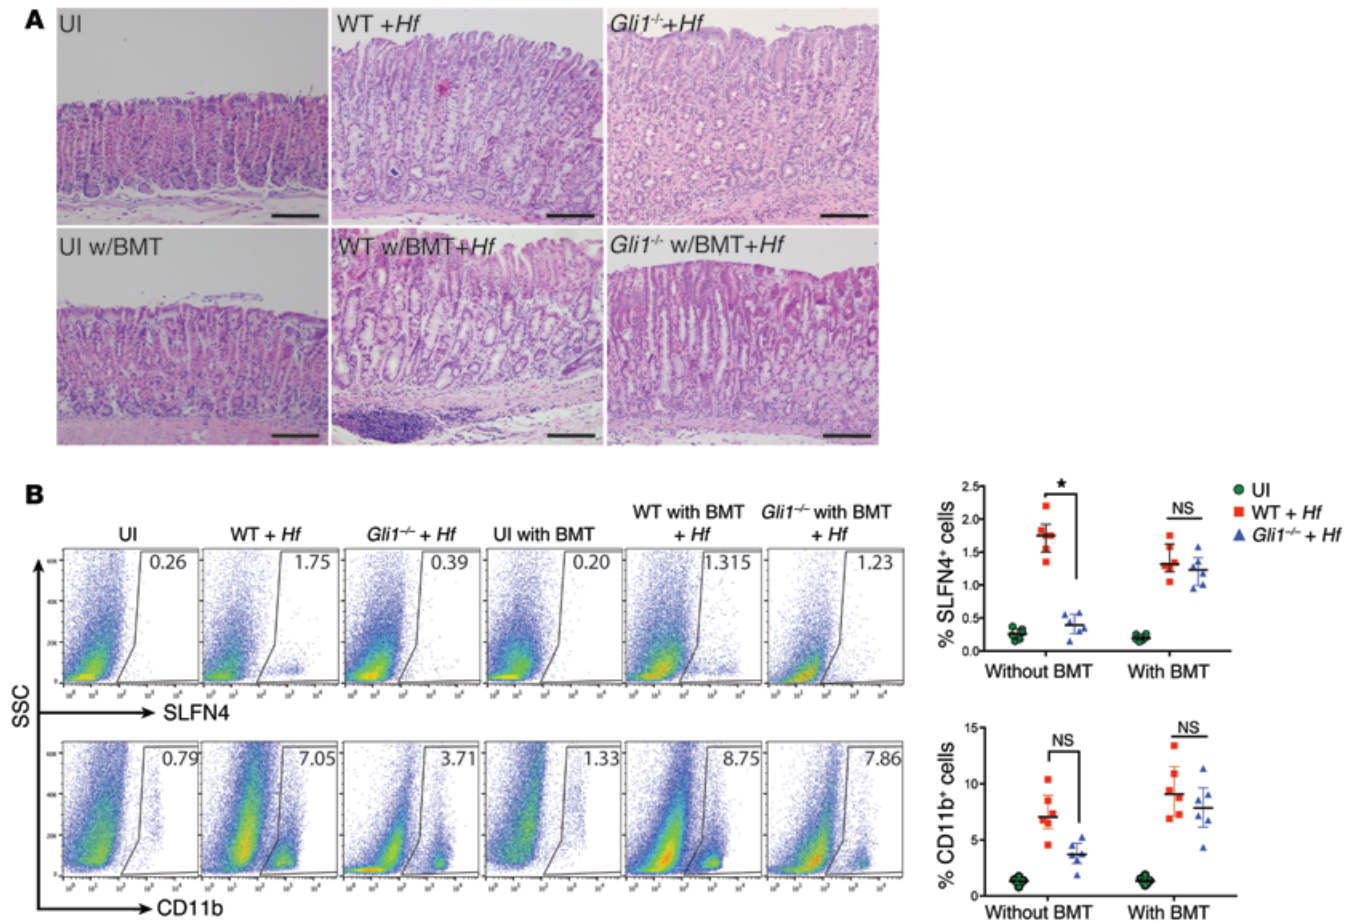 A
UI
WT +Hf
Gli1-/-+Hf
UI w/BMT
WT w/BMT+Hf
Gli1-/- w/BMT+Hf
B
UI
WT + Hf
Gli1–/– + Hf
UI with BMT
WT with BMT
+ Hf
Gli1–/– with BMT
+ Hf
0.26
1.75
0.39
0.20
1.315
1.23
SSC
SLFN4
0.79
7.05
3.71
1.33
8.75
7.86
CD11b
% SLFN4+ cells
2.5
2.0
1.5
1.0
0.5
0.0
*
NS
Without BMT
With BMT
UI
WT + Hf
Gli1–/– + Hf
% CD11b+ cells
15
10
5
0
NS
NS
Without BMT
With BMT